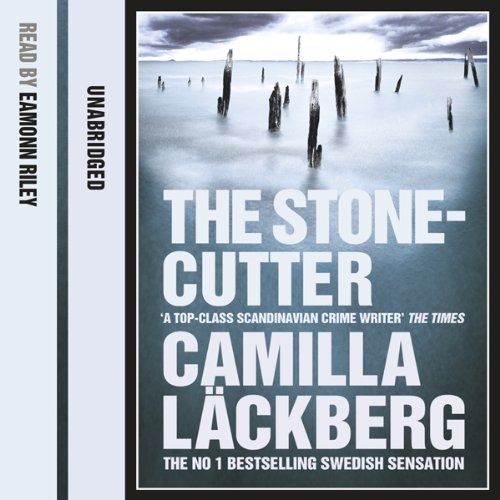 READ BY EAMONN RILEY
UNABRIDGED
THE STONE-
CUTTER
‘A TOP-CLASS SCANDINAVIAN CRIME WRITER’ THE TIMES
CAMILLA
LÄCKBERG
THE NO 1 BESTSELLING SWEDISH SENSATION